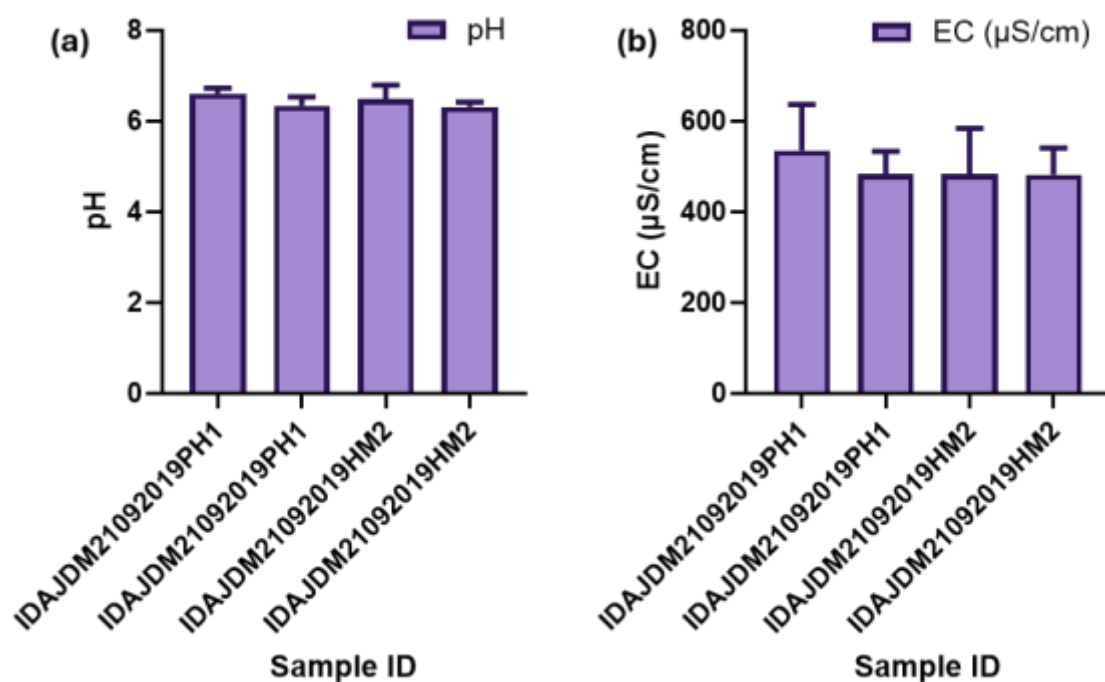 (a)
pH
8
6
4
2
0
pH
IDAJDM21092019PH1
IDAJDM21092019PH1
IDAJDM21092019HM2
IDAJDM21092019HM2
Sample ID
(b)
EC (µS/cm)
800
600
400
200
0
EC (µS/cm)
IDAJDM21092019PH1
IDAJDM21092019PH1
IDAJDM21092019HM2
IDAJDM21092019HM2
Sample ID